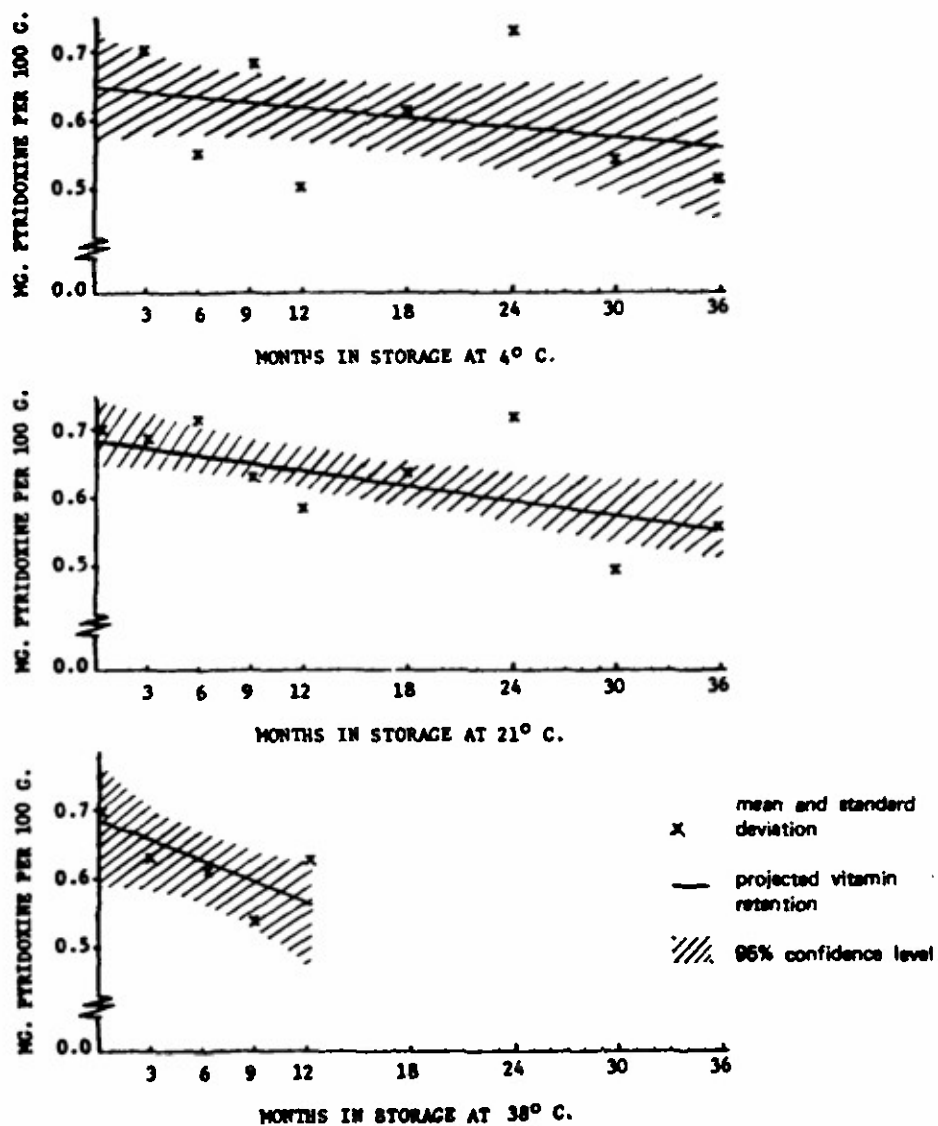 MG. PYRIDOXINE PER 100 G.
0.7
0.6
0.5
0.0
3 6 9 12 18 24 30 36
MONTHS IN STORAGE AT 4° C.
MG. PYRIDOXINE PER 100 G.
0.7
0.6
0.5
0.0
3 6 9 12 18 24 30 36
MONTHS IN STORAGE AT 21° C.
MG. PYRIDOXINE PER 100 G.
0.7
0.6
0.5
0.0
3 6 9 12 18 24 30 36
MONTHS IN STORAGE AT 38° C.
x mean and standard
deviation
projected vitamin
retention
95% confidence level